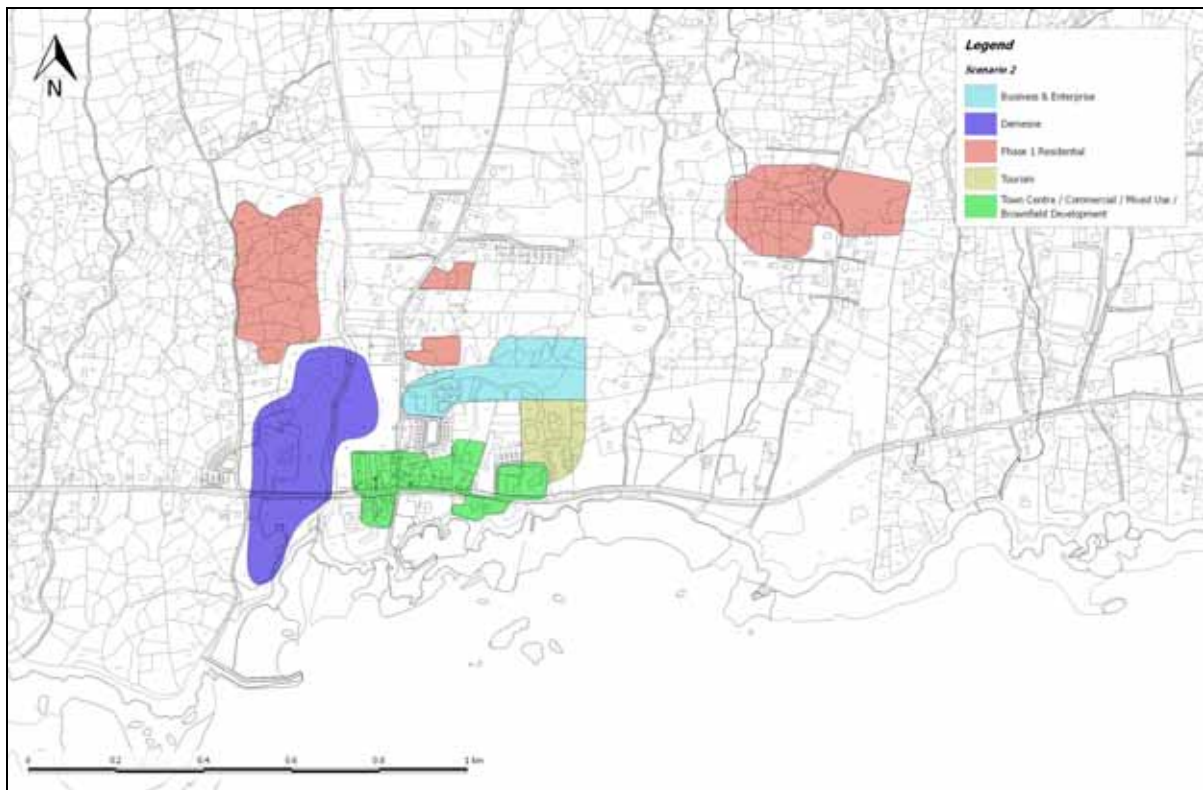 N
Legend
Scenario 2
Business & Enterprise
Demesne
Phase 1 Residential
Tourism
Town Centre / Commercial / Mixed Use /
Brownfield Development
0 0.2 0.4 0.6 0.8 1 km